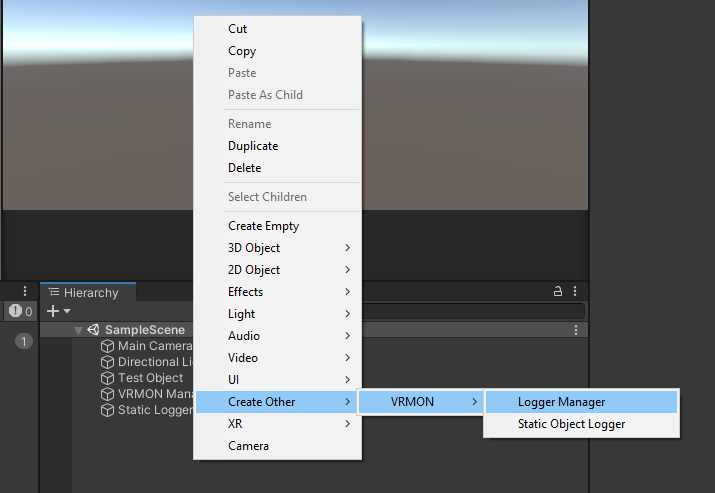 Cut
Copy
Paste
Paste As Child
Rename
Duplicate
Delete
Select Children
Create Empty
3D Object
2D Object
Effects
Light
Audio
Video
UI
Create Other
XR
Camera
VRMON
Logger Manager
Static Object Logger
0
1
Hierarchy
SampleScene
Main Camera
Directional Li
Test Object
VRMON Mana
Static Logger